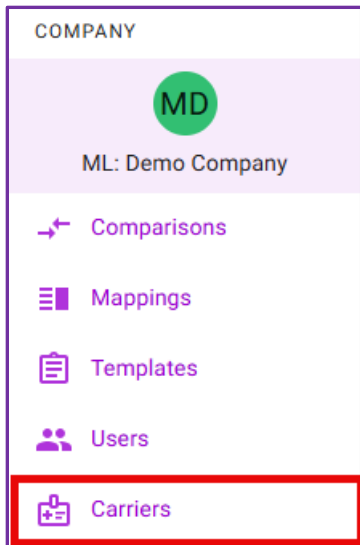 COMPANY
MD
ML: Demo Company
Comparisons
Mappings
Templates
Users
Carriers